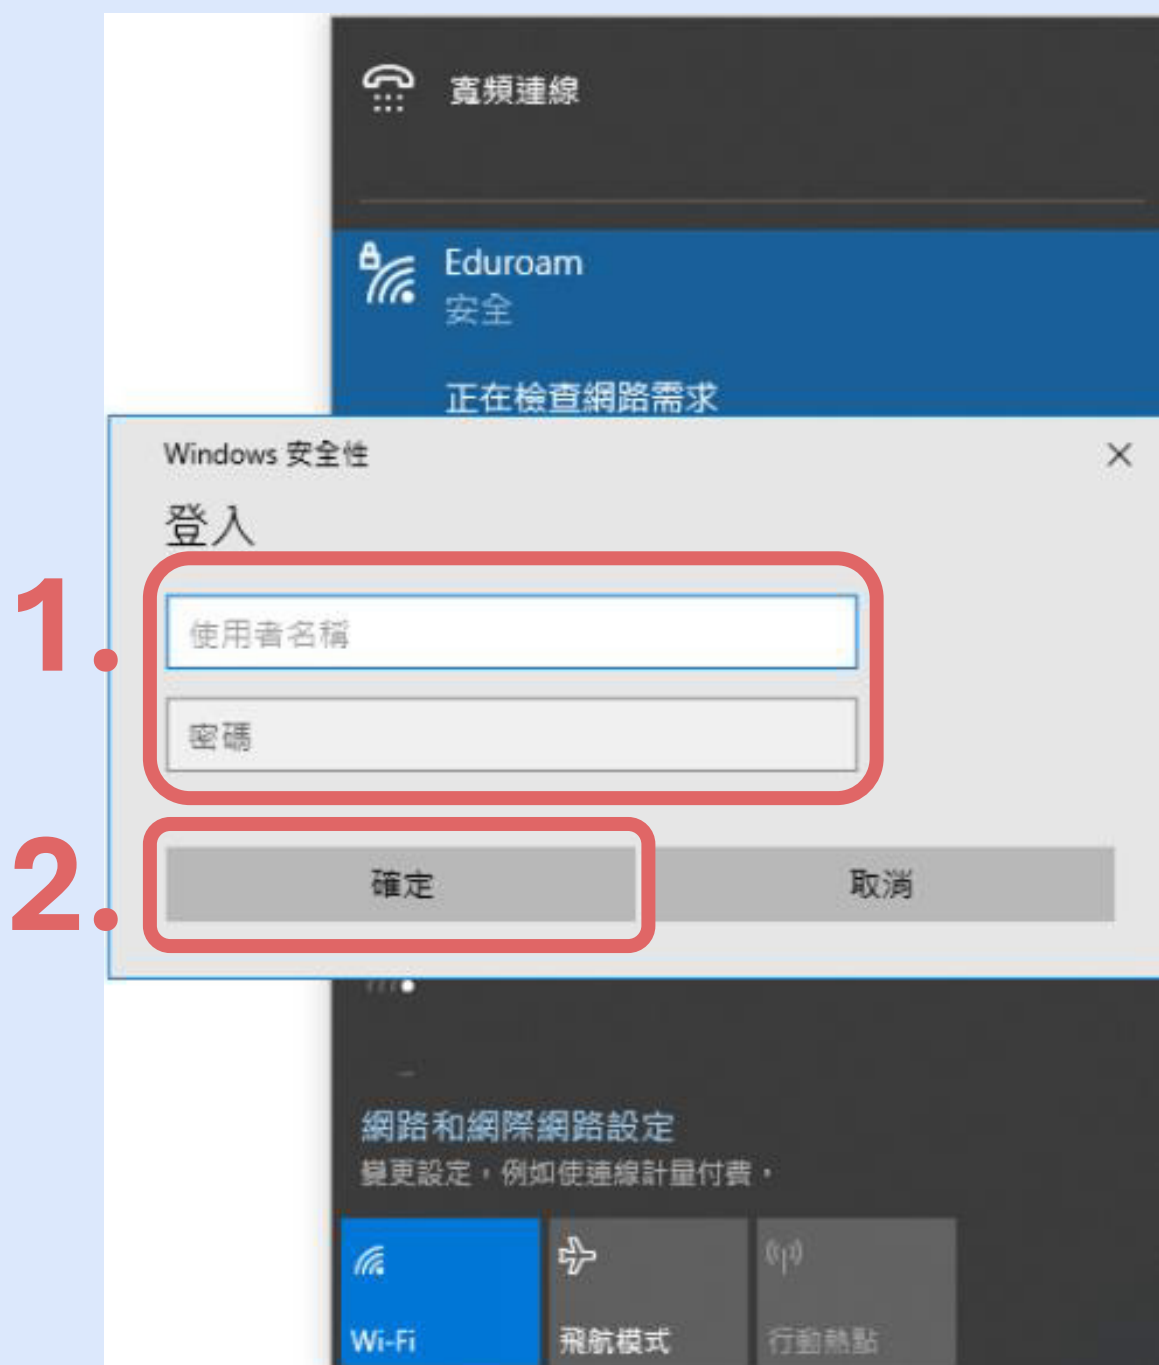 寬頻連線
Eduroam
安全
正在檢查網路需求
Windows 安全性
登入
1.
使用者名稱
密碼
2.
確定
取消
網路和網際網路設定
變更設定，例如使連線計量付費。
Wi-Fi
飛航模式
行動熱點